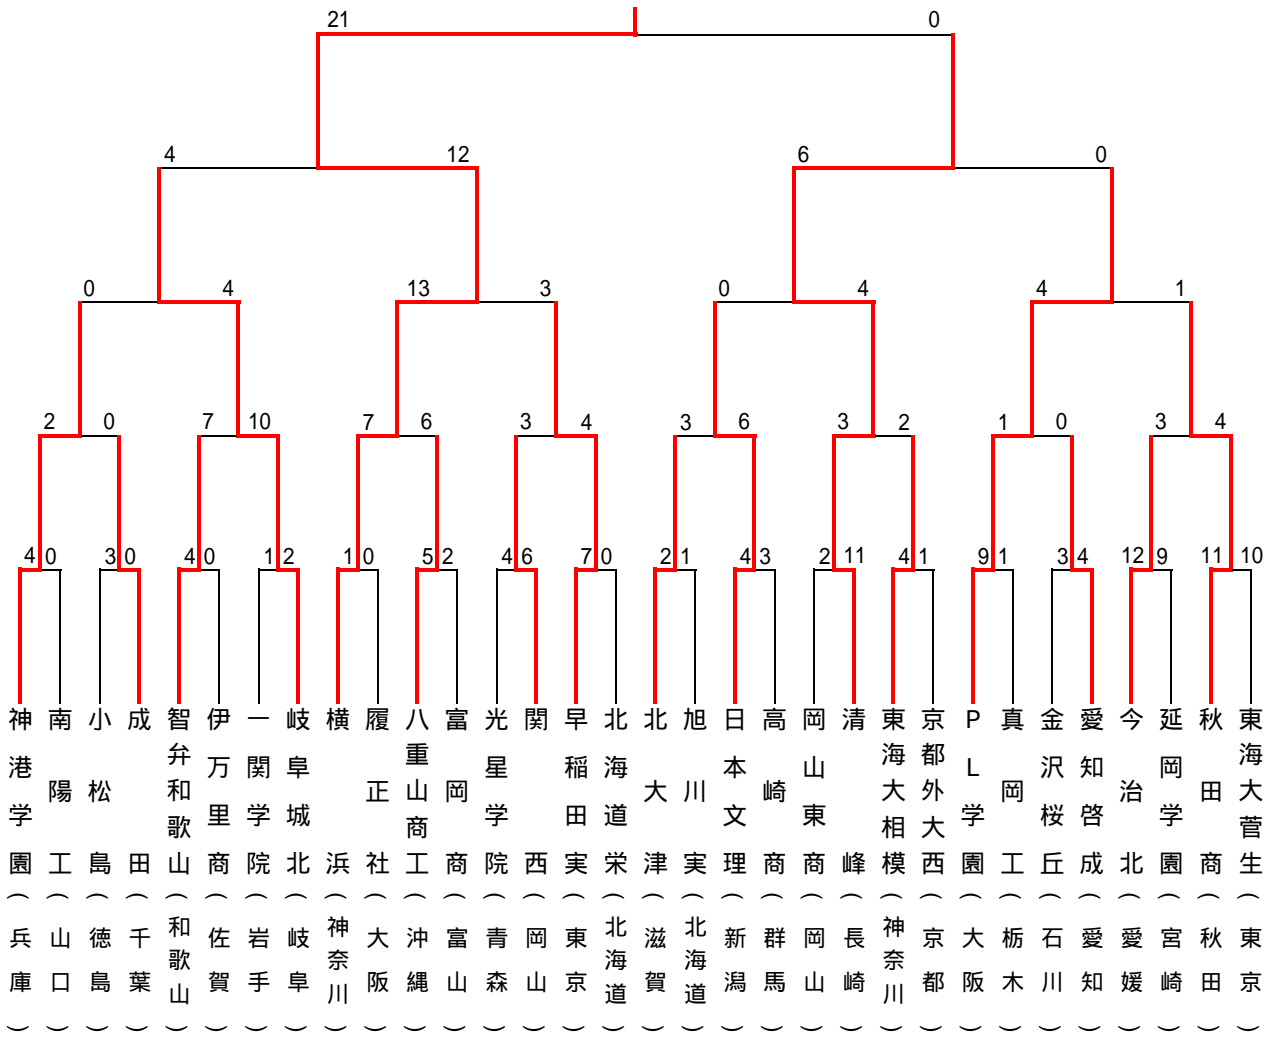 21 0
4 12 6 0
0 4 13 3 0 4 4 1
2 0 7 10 7 6 3 4 3 6 3 2 1 0 3 4
4 0 3 0 4 0 1 2 1 0 5 2 4 6 7 0 2 1 4 3 2 11 4 1 9 1 3 4 12 9 11 10
神港学園(兵庫)
南陽工(山口)
小松島(徳島)
成田(千葉)
智弁和歌山(和歌山)
伊万里商(佐賀)
一関学院(岩手)
岐阜城北(岐阜)
横浜(神奈川)
履正社(大阪)
八重山商工(沖縄)
富岡商(富山)
光星学院(青森)
関西(岡山)
早稲田実(東京)
北海道栄(北海道)
北大津(滋賀)
旭川実(北海道)
日本文理(新潟)
高崎商(群馬)
岡山東商(岡山)
清峰(長崎)
東海大相模(神奈川)
京都外大西(京都)
PL学園(大阪)
真岡工(栃木)
金沢桜丘(石川)
愛知啓成(愛知)
今治北(愛媛)
延岡学園(宮崎)
秋田商(秋田)
東海大菅生(東京)